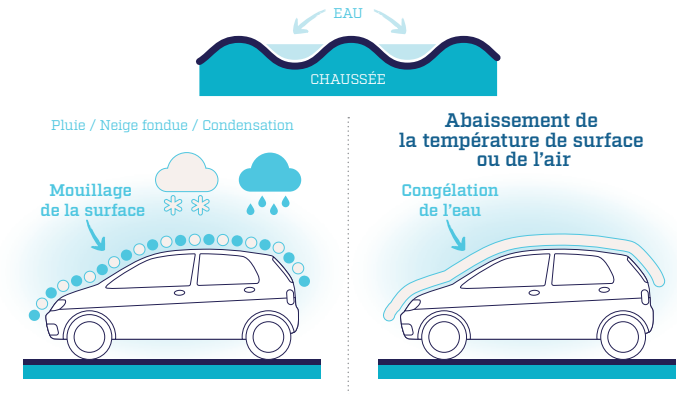 EAU
CHAUSSÉE
Pluie / Neige fondue / Condensation
Mouillage
de la surface
Abaissement de
la température de surface
ou de l'air
Congélation
de l'eau